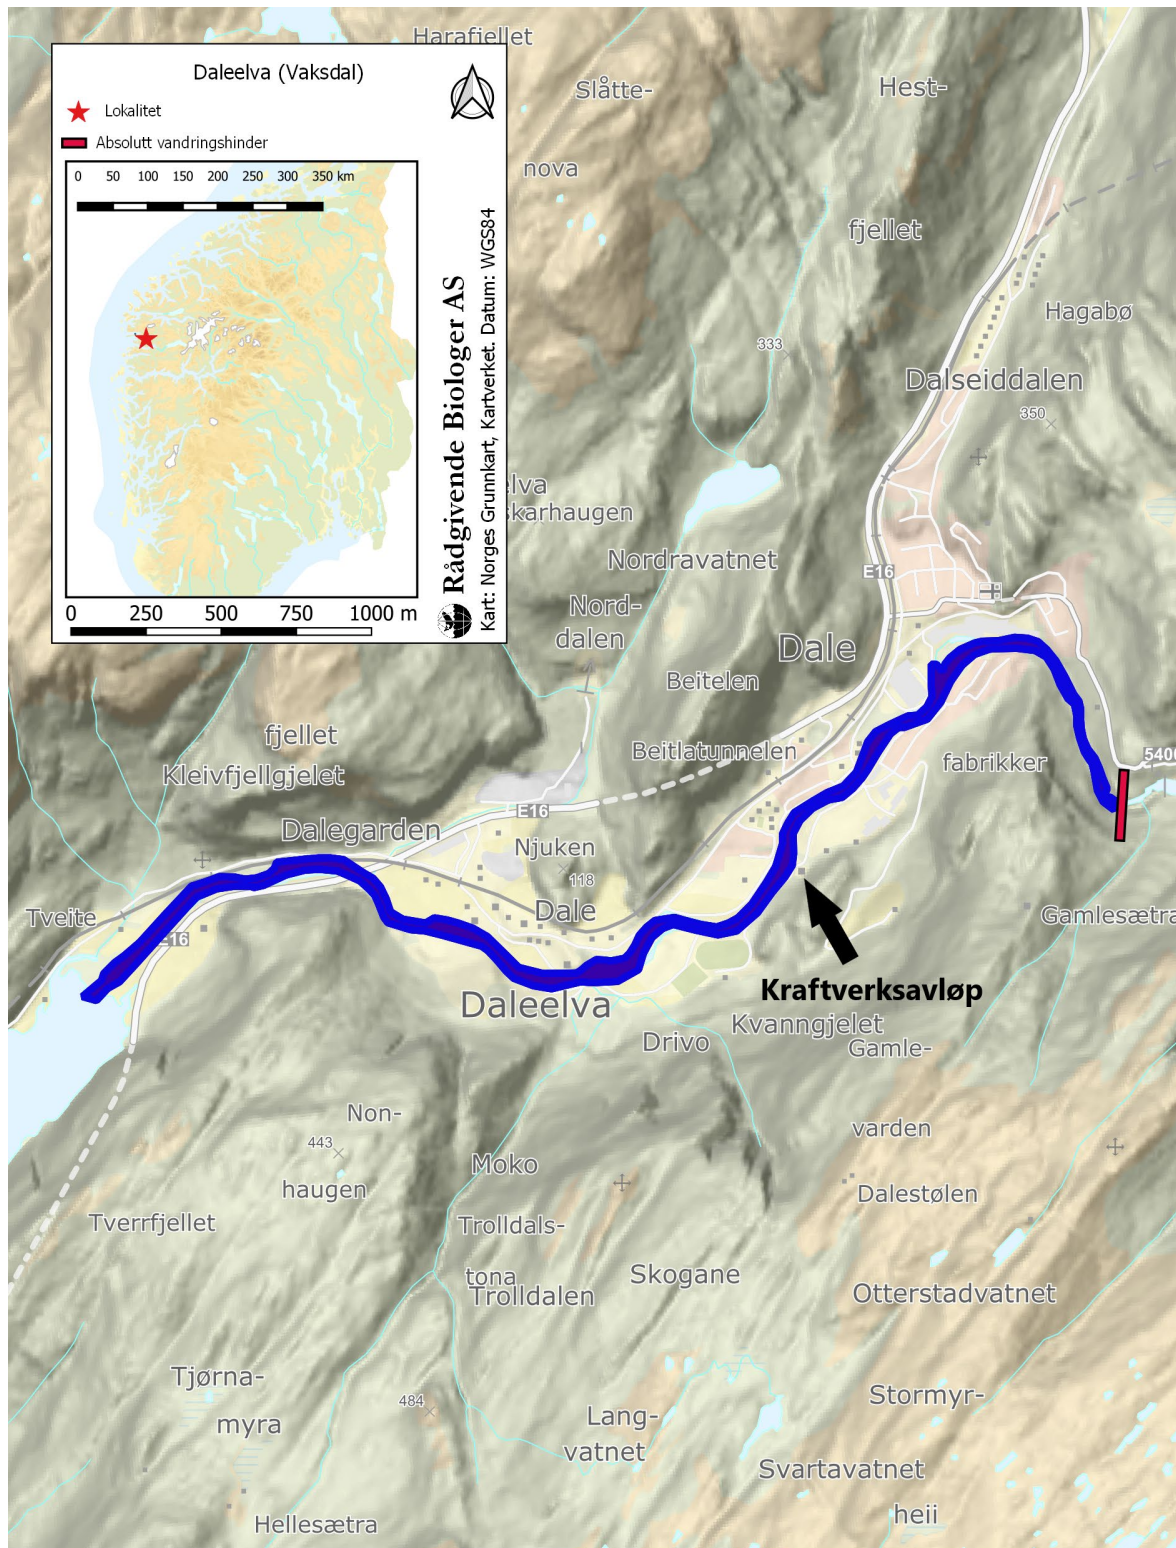 Harafjellet
Daleelva (Vaksdal)
Lokalitet
Absolutt vandringshinder
0 50 100 150 200 250 300 350 km
0 250 500 750 1000 m
Rådgivende Biologer AS
Kart: Norges Grunnkart, Kartverket. Datum: WGS84
Slåtte-
nova
Hest-
fjellet
Hagabø
333
Dalseiddalen
350
elva
skarhaugen
Nordravatnet
E16
Nord-
dalen
Dale
Beitelen
fjellet
Beitlatunnelen
fabrikker
Kleivfjellgjelet
E16
Dalegarden
Njuken
118
Dale
Tveite
E16
Gamlesætra
Daleelva
Kraftverksavløp
Kvanngjelet
Drivo
Gamle-
varden
Non-
443
haugen
Moko
Dalestølen
Tverrfjellet
Trolldals-
tona
Trolldalen
Skogane
Otterstadvatnet
Tjørna-
myra
484
Lang-
vatnet
Stormyr-
Svartavatnet
heii
Hellesætra